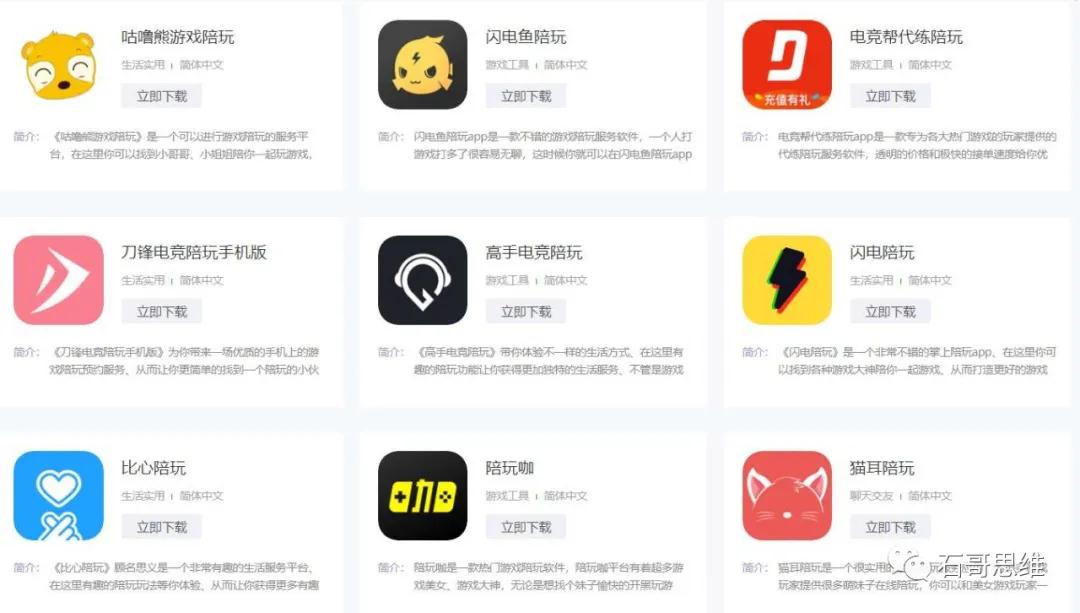 咕噜熊游戏陪玩
生活实用 | 简体中文
立即下载
简介: 《咕噜熊游戏陪玩》是一个可以进行游戏陪玩的服务平
台，在这里你可以找到小哥哥、小姐姐陪你一起玩游戏，
闪电鱼陪玩
游戏工具 | 简体中文
立即下载
简介: 闪电鱼陪玩app是一款不错的游戏陪玩服务软件，一个人打
游戏打多了很容易无聊，这时候你就可以在闪电鱼陪玩app
充值有礼
电竞帮代练陪玩
游戏工具 | 简体中文
立即下载
简介: 电竞帮代练陪玩app是一款专为各大热门游戏的玩家提供的
代练陪玩服务软件，透明的价格和极快的接单速度给你优
刀锋电竞陪玩手机版
生活实用 | 简体中文
立即下载
简介: 《刀锋电竞陪玩手机版》为你带来一场优质的手机上的游
戏陪玩预约服务、从而让你更简单的找到一个陪玩的小伙
高手电竞陪玩
游戏工具 | 简体中文
立即下载
简介: 《高手电竞陪玩》带你体验不一样的生活方式、在这里有
趣的陪玩功能让你获得更加独特的生活服务、不管是游戏
闪电陪玩
生活实用 | 简体中文
立即下载
简介: 《闪电陪玩》是一个非常不错的掌上陪玩app、在这里你可
以找到各种游戏大神陪你一起游戏、从而打造更好的游戏
比心陪玩
生活实用 | 简体中文
立即下载
简介: 《比心陪玩》顾名思义是一个非常有趣的生活服务平台、
在这里有趣的陪玩玩法等你体验、从而让你获得更多有趣
陪玩咖
游戏工具 | 简体中文
立即下载
简介: 陪玩咖是一款热门游戏陪玩软件，陪玩咖平台有着超多游
戏美女、游戏大神，无论是想找个妹子愉快的开黑玩游
猫耳陪玩
聊天交友 | 简体中文
立即下载
简介: 猫耳陪玩是一个很实用的
玩家提供很多萌妹子在线陪玩，你可以和美女游戏玩家一
石哥思维